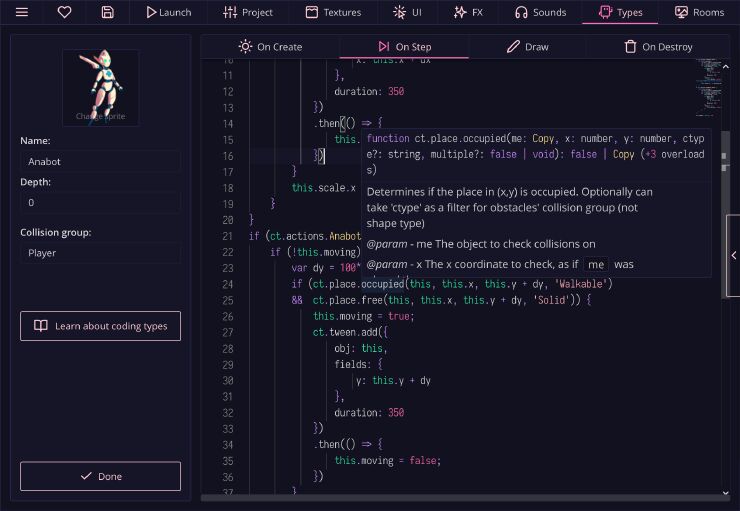 Launch
Project
Textures
UI
FX
Sounds
Types
Rooms
On Create
On Step
Draw
On Destroy
Change sprite
Name:
Anabot
Depth:
0
Collision group:
Player
Learn about coding types
Done
10 x: this.x + dx
11 },
12 duration: 350
13 })
14 .then(() => {
15 this.
16 })
17 }
18 this.scale.x
19 }
20 }
21 if (ct.actions.Anabot
22 if (!this.moving)
23 var dy = 100*
24 if (ct.place.occupied(this, this.x, this.y + dy, 'Walkable')
25 && ct.place.free(this, this.x, this.y + dy, 'Solid')) {
26 this.moving = true;
27 ct.tween.add({
28 obj: this,
29 fields: {
30 y: this.y + dy
31 },
32 duration: 350
33 })
34 .then(() => {
35 this.moving = false;
36 })
37 }
function ct.place.occupied(me: Copy, x: number, y: number, ctyp
e?: string, multiple?: false | void): false | Copy (+3 overload
s)
Determines if the place in (x,y) is occupied. Optionally can
take 'ctype' as a filter for obstacles' collision group (not
shape type)
@param - me The object to check collisions on
@param - x The x coordinate to check, as if me was